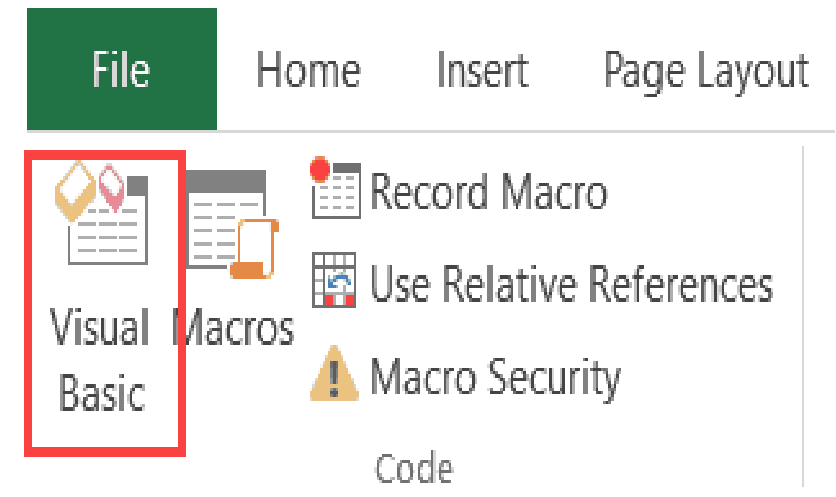 File Home Insert Page Layout
Record Macro
Use Relative References
Visual Macros
Basic
Macro Security
Code